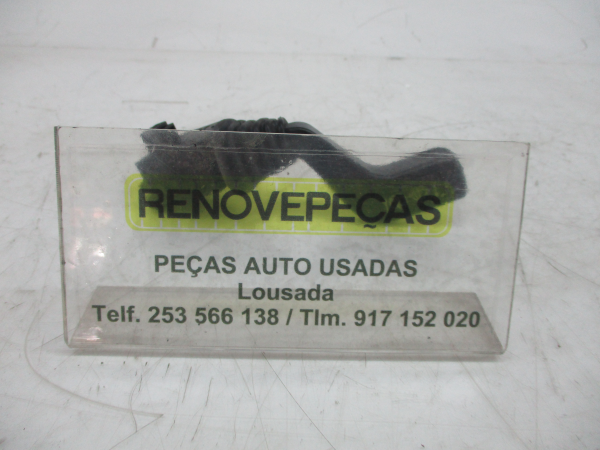 RENOVEPEÇAS
PEÇAS AUTO USADAS
Lousada
Telf. 253 566 138 / Tlm. 917 152 020